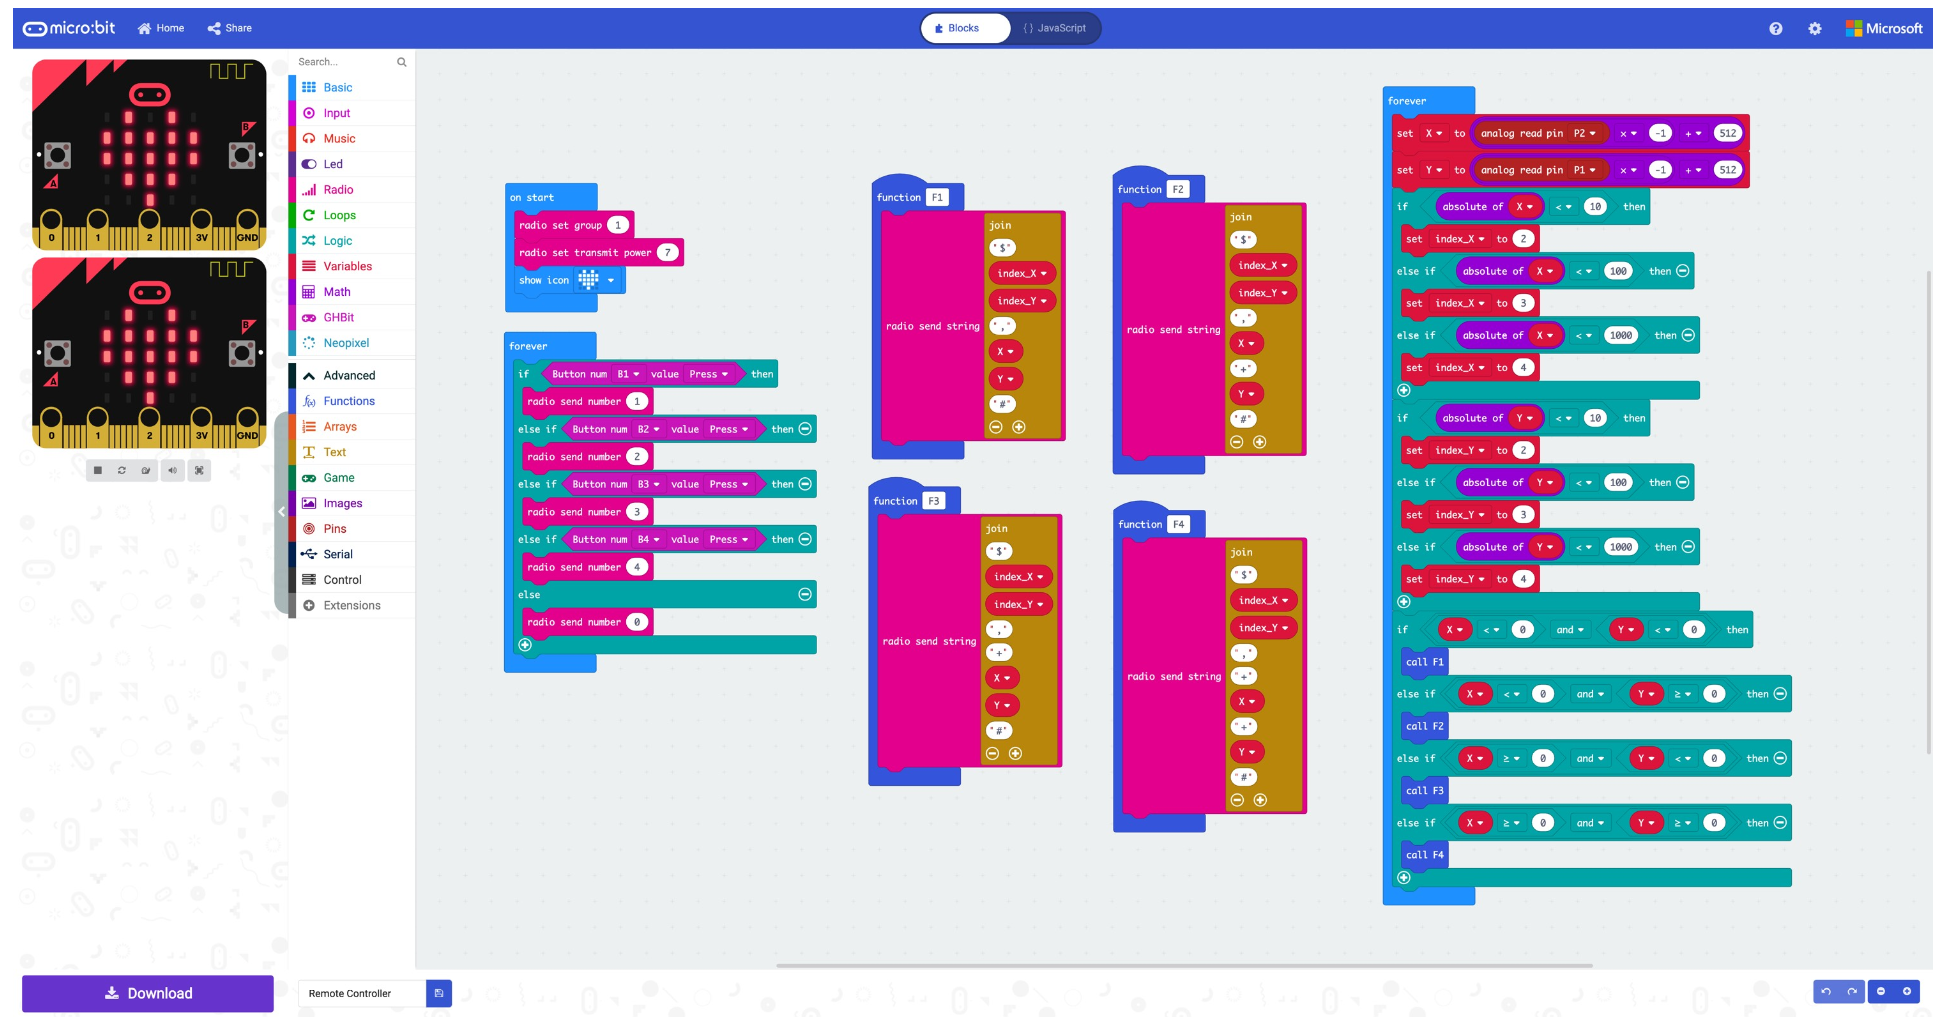 micro:bit Home Share Blocks { } JavaScript ? Microsoft
Search...
Basic
Input
Music
Led
Radio
Loops
Logic
Variables
Math
GHBit
Neopixel
Advanced
f(x) Functions
Arrays
Text
Game
Images
Pins
Serial
Control
Extensions
A B
0 1 2 3V GND
A B
0 1 2 3V GND
on start
radio set group 1
radio set transmit power 7
show icon
forever
if Button num B1 value Press then
radio send number 1
else if Button num B2 value Press then
radio send number 2
else if Button num B3 value Press then
radio send number 3
else if Button num B4 value Press then
radio send number 4
else
radio send number 0
function F1
join
"$"
index_X
index_Y
radio send string ","
X
Y
"#"
function F2
join
"$"
index_X
index_Y
radio send string ","
X
"+"
Y
"#"
function F3
join
"$"
index_X
index_Y
","
radio send string "+"
X
Y
"#"
function F4
join
"$"
index_X
index_Y
","
radio send string "+"
X
"+"
Y
"#"
forever
set X to analog read pin P2 × -1 + 512
set Y to analog read pin P1 × -1 + 512
if absolute of X < 10 then
set index_X to 2
else if absolute of X < 100 then
set index_X to 3
else if absolute of X < 1000 then
set index_X to 4
if absolute of Y < 10 then
set index_Y to 2
else if absolute of Y < 100 then
set index_Y to 3
else if absolute of Y < 1000 then
set index_Y to 4
if X < 0 and Y < 0 then
call F1
else if X < 0 and Y ≥ 0 then
call F2
else if X ≥ 0 and Y < 0 then
call F3
else if X ≥ 0 and Y ≥ 0 then
call F4
Download
Remote Controller